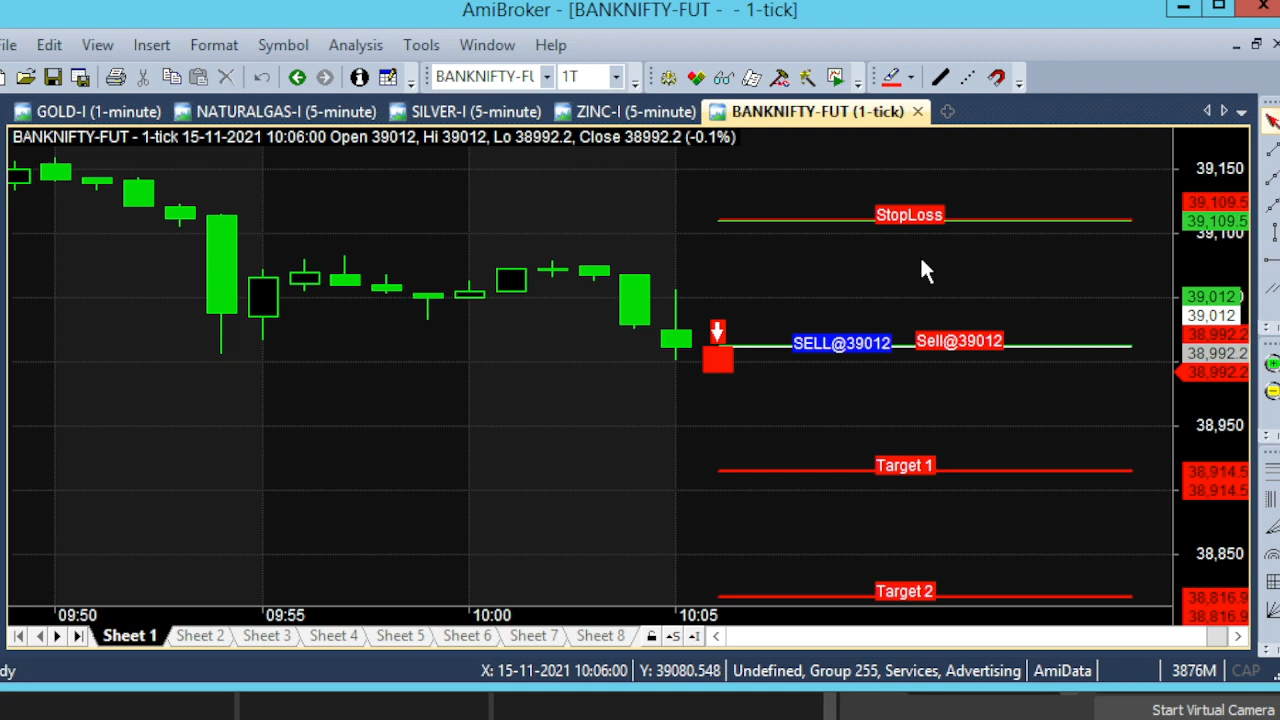 AmiBroker - [BANKNIFTY-FUT - - 1-tick]
File Edit View Insert Format Symbol Analysis Tools Window Help
BANKNIFTY-FU 1T
GOLD-I (1-minute) NATURALGAS-I (5-minute) SILVER-I (5-minute) ZINC-I (5-minute) BANKNIFTY-FUT (1-tick)
BANKNIFTY-FUT - 1-tick 15-11-2021 10:06:00 Open 39012, Hi 39012, Lo 38992.2, Close 38992.2 (-0.1%)
39,150
39,109.5
StopLoss
39,109.5
39,100
39,012
39,012
38,992.2
SELL@39012 Sell@39012
38,992.2
38,992.2
38,950
Target 1
38,914.5
38,914.5
38,850
Target 2
38,816.9
38,816.9
09:50 09:55 10:00 10:05
Sheet 1 Sheet 2 Sheet 3 Sheet 4 Sheet 5 Sheet 6 Sheet 7 Sheet 8 S I
dy X: 15-11-2021 10:06:00 Y: 39080.548 Undefined, Group 255, Services, Advertising AmiData 3876M CAP
Start Virtual Camera